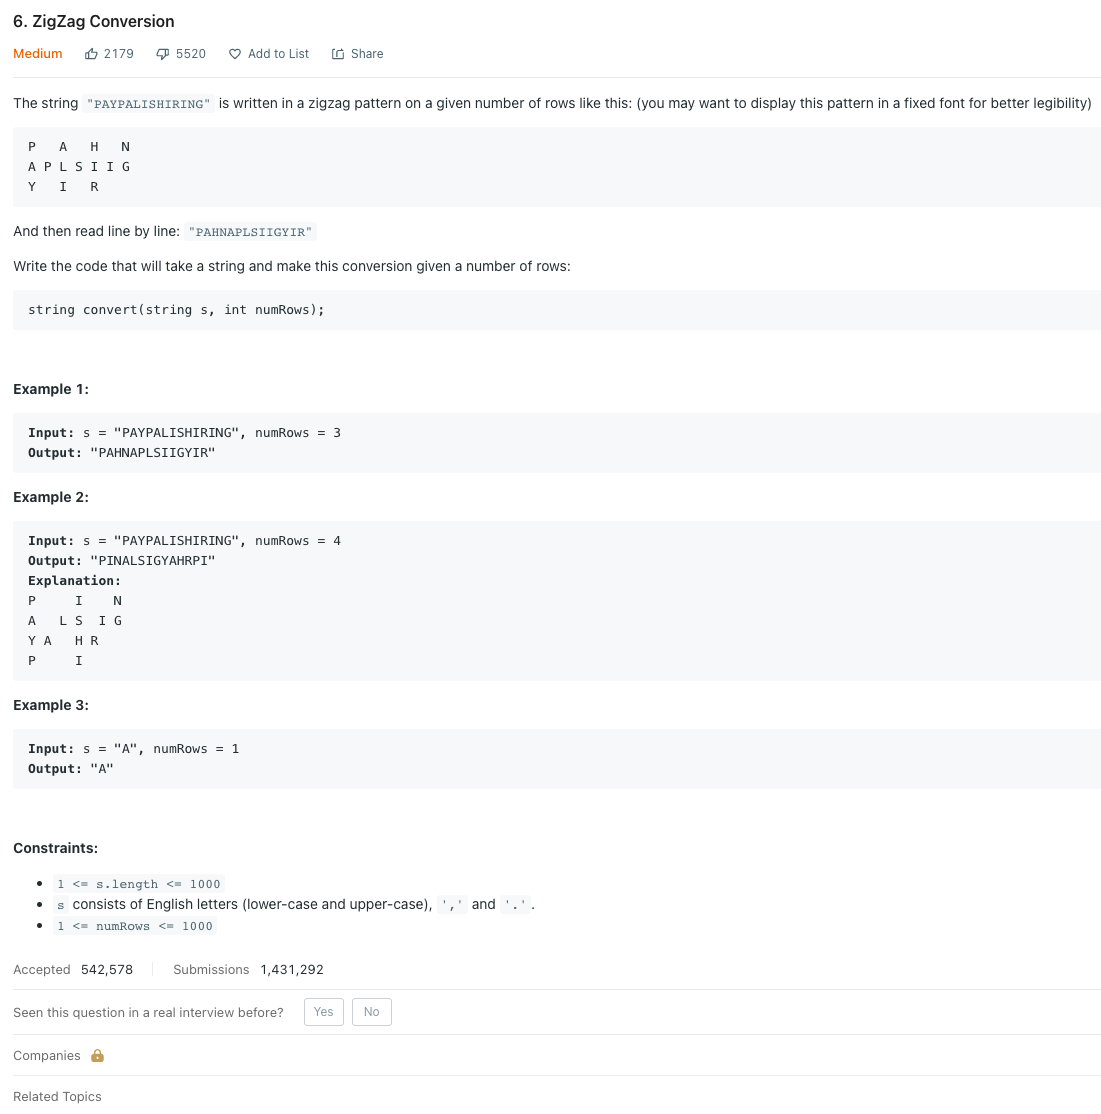 6. ZigZag Conversion
Medium 2179 5520 Add to List Share
The string "PAYPALISHIRING" is written in a zigzag pattern on a given number of rows like this: (you may want to display this pattern in a fixed font for better legibility)
P   A   H   N
A P L S I I G
Y   I   R
And then read line by line: "PAHNAPLSIIGYIR"
Write the code that will take a string and make this conversion given a number of rows:
string convert(string s, int numRows);
Example 1:
Input: s = "PAYPALISHIRING", numRows = 3
Output: "PAHNAPLSIIGYIR"
Example 2:
Input: s = "PAYPALISHIRING", numRows = 4
Output: "PINALSIGYAHRPI"
Explanation:
P     I    N
A   L S  I G
Y A   H R
P     I
Example 3:
Input: s = "A", numRows = 1
Output: "A"
Constraints:
• 1 <= s.length <= 1000
• s consists of English letters (lower-case and upper-case), ',' and '.'.
• 1 <= numRows <= 1000
Accepted 542,578 Submissions 1,431,292
Seen this question in a real interview before? Yes No
Companies
Related Topics